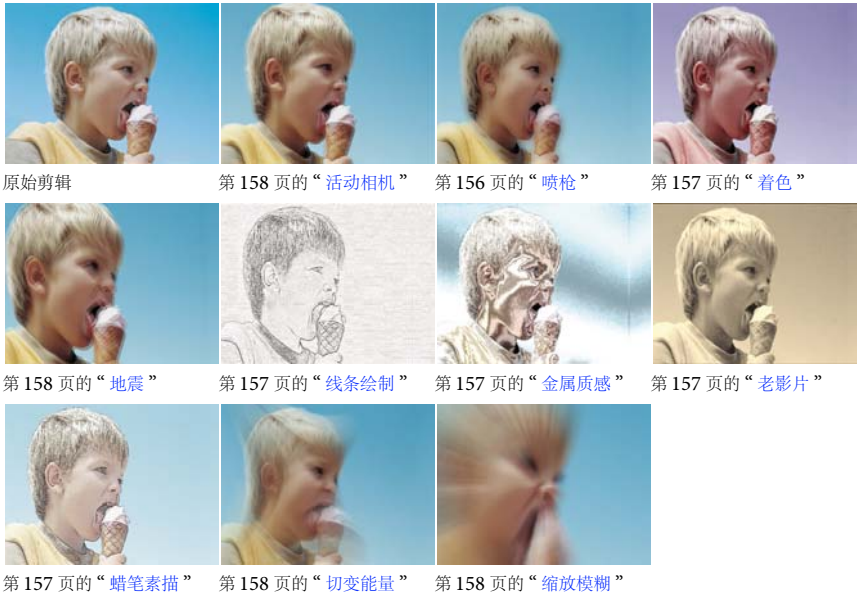 原始剪辑
第 158 页的“ 活动相机 ”
第 156 页的“ 喷枪 ”
第 157 页的“ 着色 ”
第 158 页的“ 地震 ”
第 157 页的“ 线条绘制 ”
第 157 页的“ 金属质感 ”
第 157 页的“ 老影片 ”
第 157 页的“ 蜡笔素描 ”
第 158 页的“ 切变能量 ”
第 158 页的“ 缩放模糊 ”